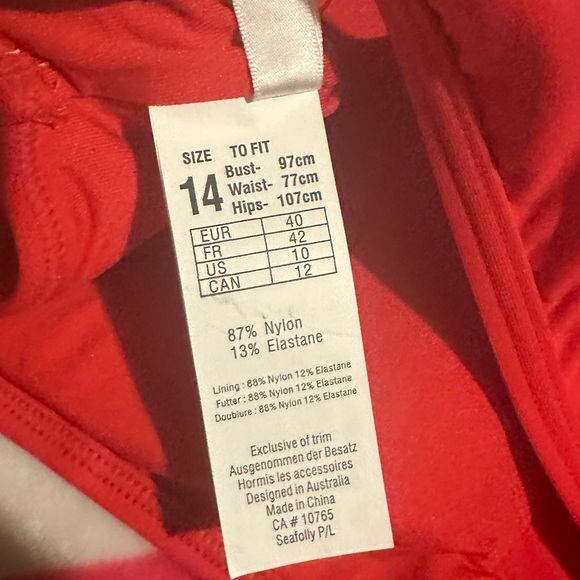 SIZE TO FIT
14 Bust- 97cm
Waist- 77cm
Hips- 107cm
EUR 40
FR 42
US 10
CAN 12
87% Nylon
13% Elastane
Lining : 88% Nylon 12% Elastane
Futter : 88% Nylon 12% Elastane
Doublure : 88% Nylon 12% Elastane
Exclusive of trim
Ausgenommen der Besatz
Hormis les accessoires
Designed in Australia
Made in China
CA # 10765
Seafolly P/L